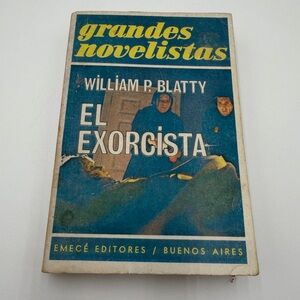 grandes
novelistas
WILLIAM P. BLATTY
EL
EXORCISTA
EMECÉ EDITORES / BUENOS AIRES